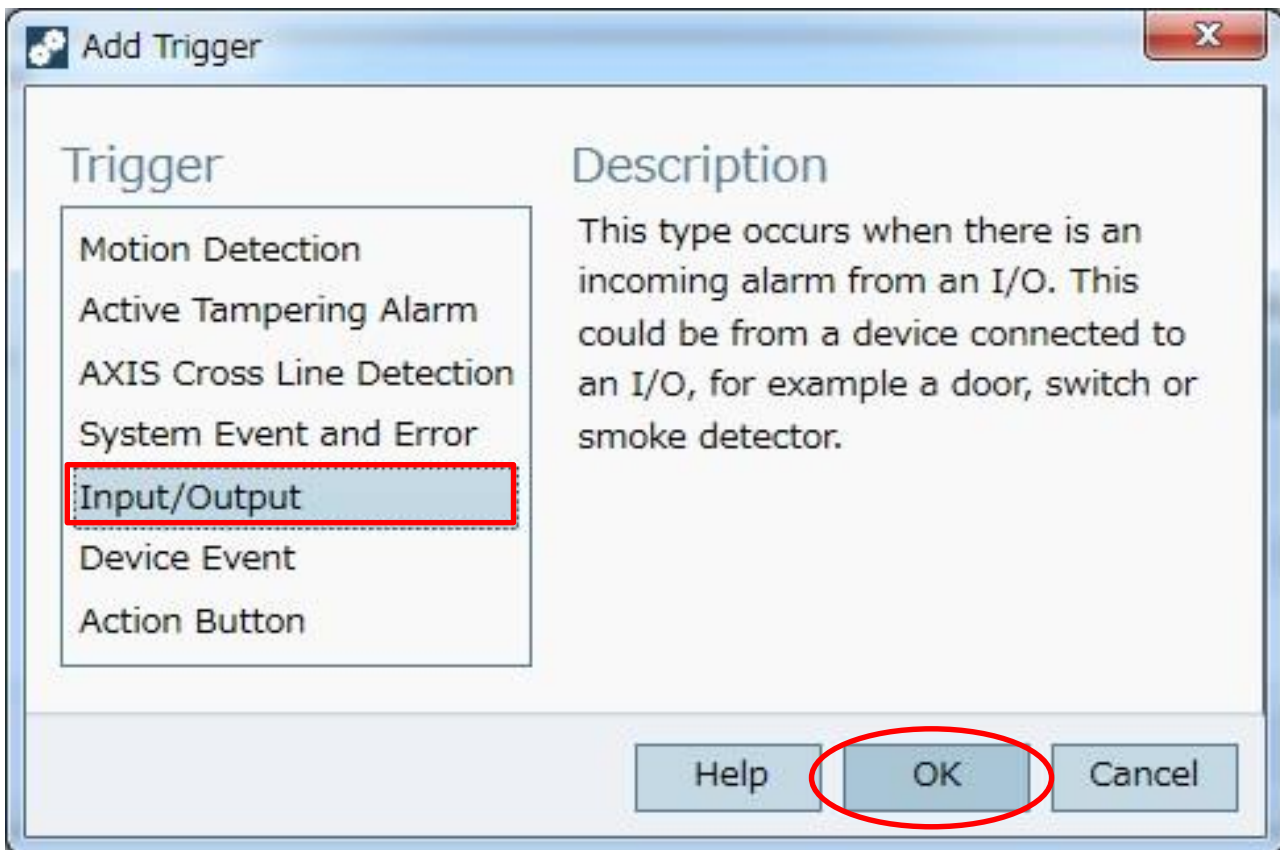 Add Trigger
Trigger
Motion Detection
Active Tampering Alarm
AXIS Cross Line Detection
System Event and Error
Input/Output
Device Event
Action Button
Description
This type occurs when there is an
incoming alarm from an I/O. This
could be from a device connected to
an I/O, for example a door, switch or
smoke detector.
Help
OK
Cancel